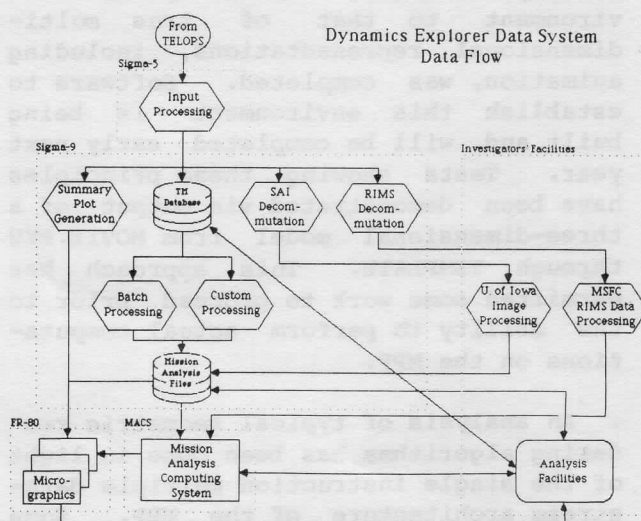 From
TELOPS
Dynamics Explorer Data System
Data Flow
Sigma-5
Input
Processing
Sigma-9
Investigators' Facilities
Summary
Plot
Generation
TM
Database
SAI
Decom-
mutation
RIMS
Decom-
mutation
Batch
Processing
Custom
Processing
U. of Iowa
Image
Processing
MSFC
RIMS Data
Processing
Mission
Analysis
Files
FR-80
MACS
Micro-
graphics
Mission
Analysis
Computing
System
Analysis
Facilities